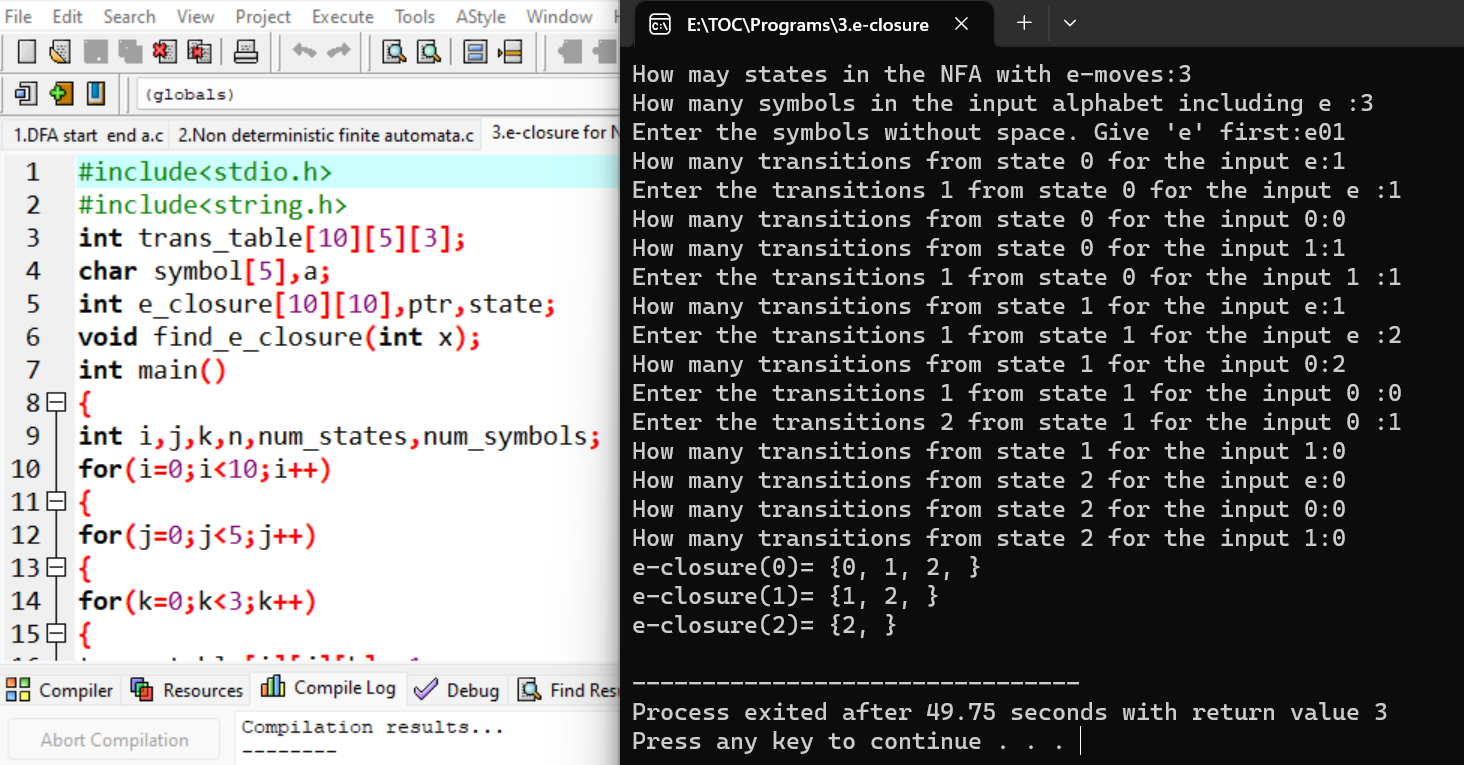 File Edit Search View Project Execute Tools AStyle Window
(globals)
1.DFA start end a.c 2.Non deterministic finite automata.c 3.e-closure for
1 #include<stdio.h>
2 #include<string.h>
3 int trans_table[10][5][3];
4 char symbol[5],a;
5 int e_closure[10][10],ptr,state;
6 void find_e_closure(int x);
7 int main()
8 {
9 int i,j,k,n,num_states,num_symbols;
10 for(i=0;i<10;i++)
11 {
12 for(j=0;j<5;j++)
13 {
14 for(k=0;k<3;k++)
15 {
Compiler Resources Compile Log Debug Find
Abort Compilation
Compilation results...
--------
E:\TOC\Programs\3.e-closure
How may states in the NFA with e-moves:3
How many symbols in the input alphabet including e :3
Enter the symbols without space. Give 'e' first:e01
How many transitions from state 0 for the input e:1
Enter the transitions 1 from state 0 for the input e :1
How many transitions from state 0 for the input 0:0
How many transitions from state 0 for the input 1:1
Enter the transitions 1 from state 0 for the input 1 :1
How many transitions from state 1 for the input e:1
Enter the transitions 1 from state 1 for the input e :2
How many transitions from state 1 for the input 0:2
Enter the transitions 1 from state 1 for the input 0 :0
Enter the transitions 2 from state 1 for the input 0 :1
How many transitions from state 1 for the input 1:0
How many transitions from state 2 for the input e:0
How many transitions from state 2 for the input 0:0
How many transitions from state 2 for the input 1:0
e-closure(0)= {0, 1, 2, }
e-closure(1)= {1, 2, }
e-closure(2)= {2, }
--------------------------------
Process exited after 49.75 seconds with return value 3
Press any key to continue . . .